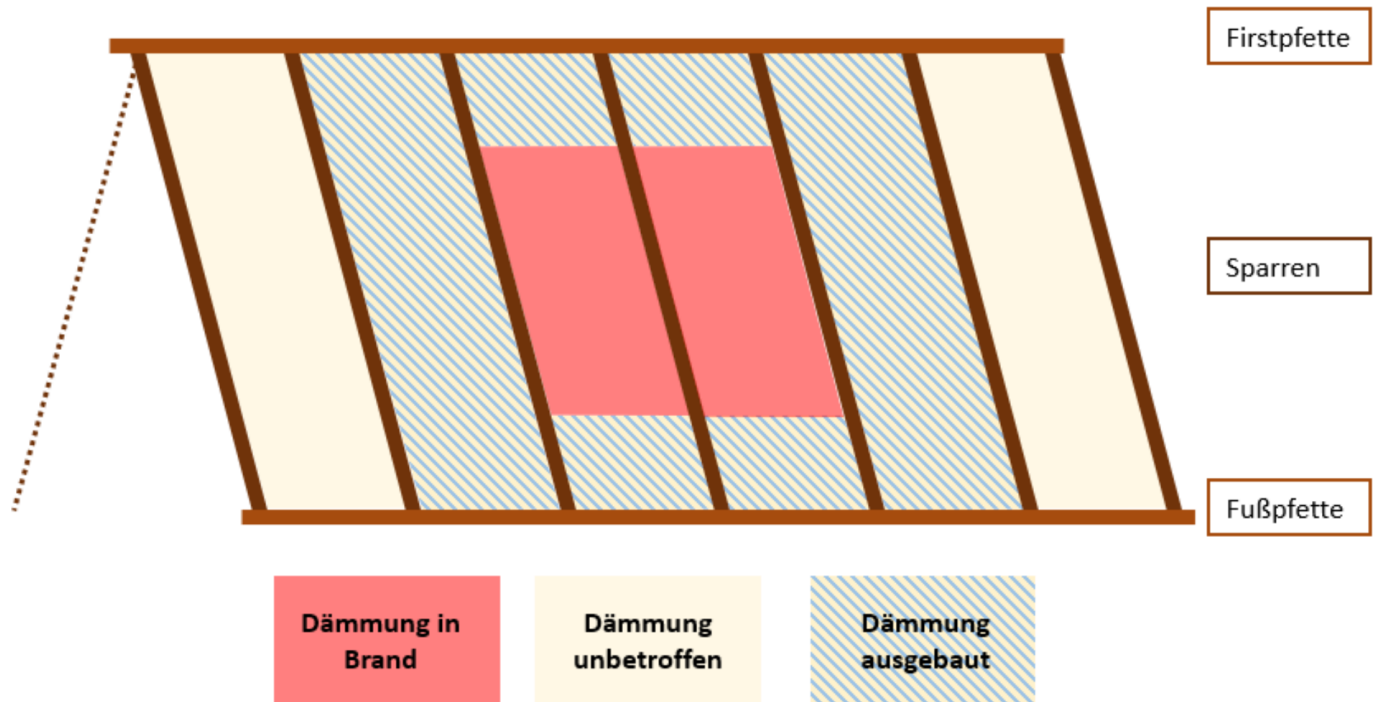 Firstpfette
Sparren
Fußpfette
Dämmung in
Brand
Dämmung
unbetroffen
Dämmung
ausgebaut